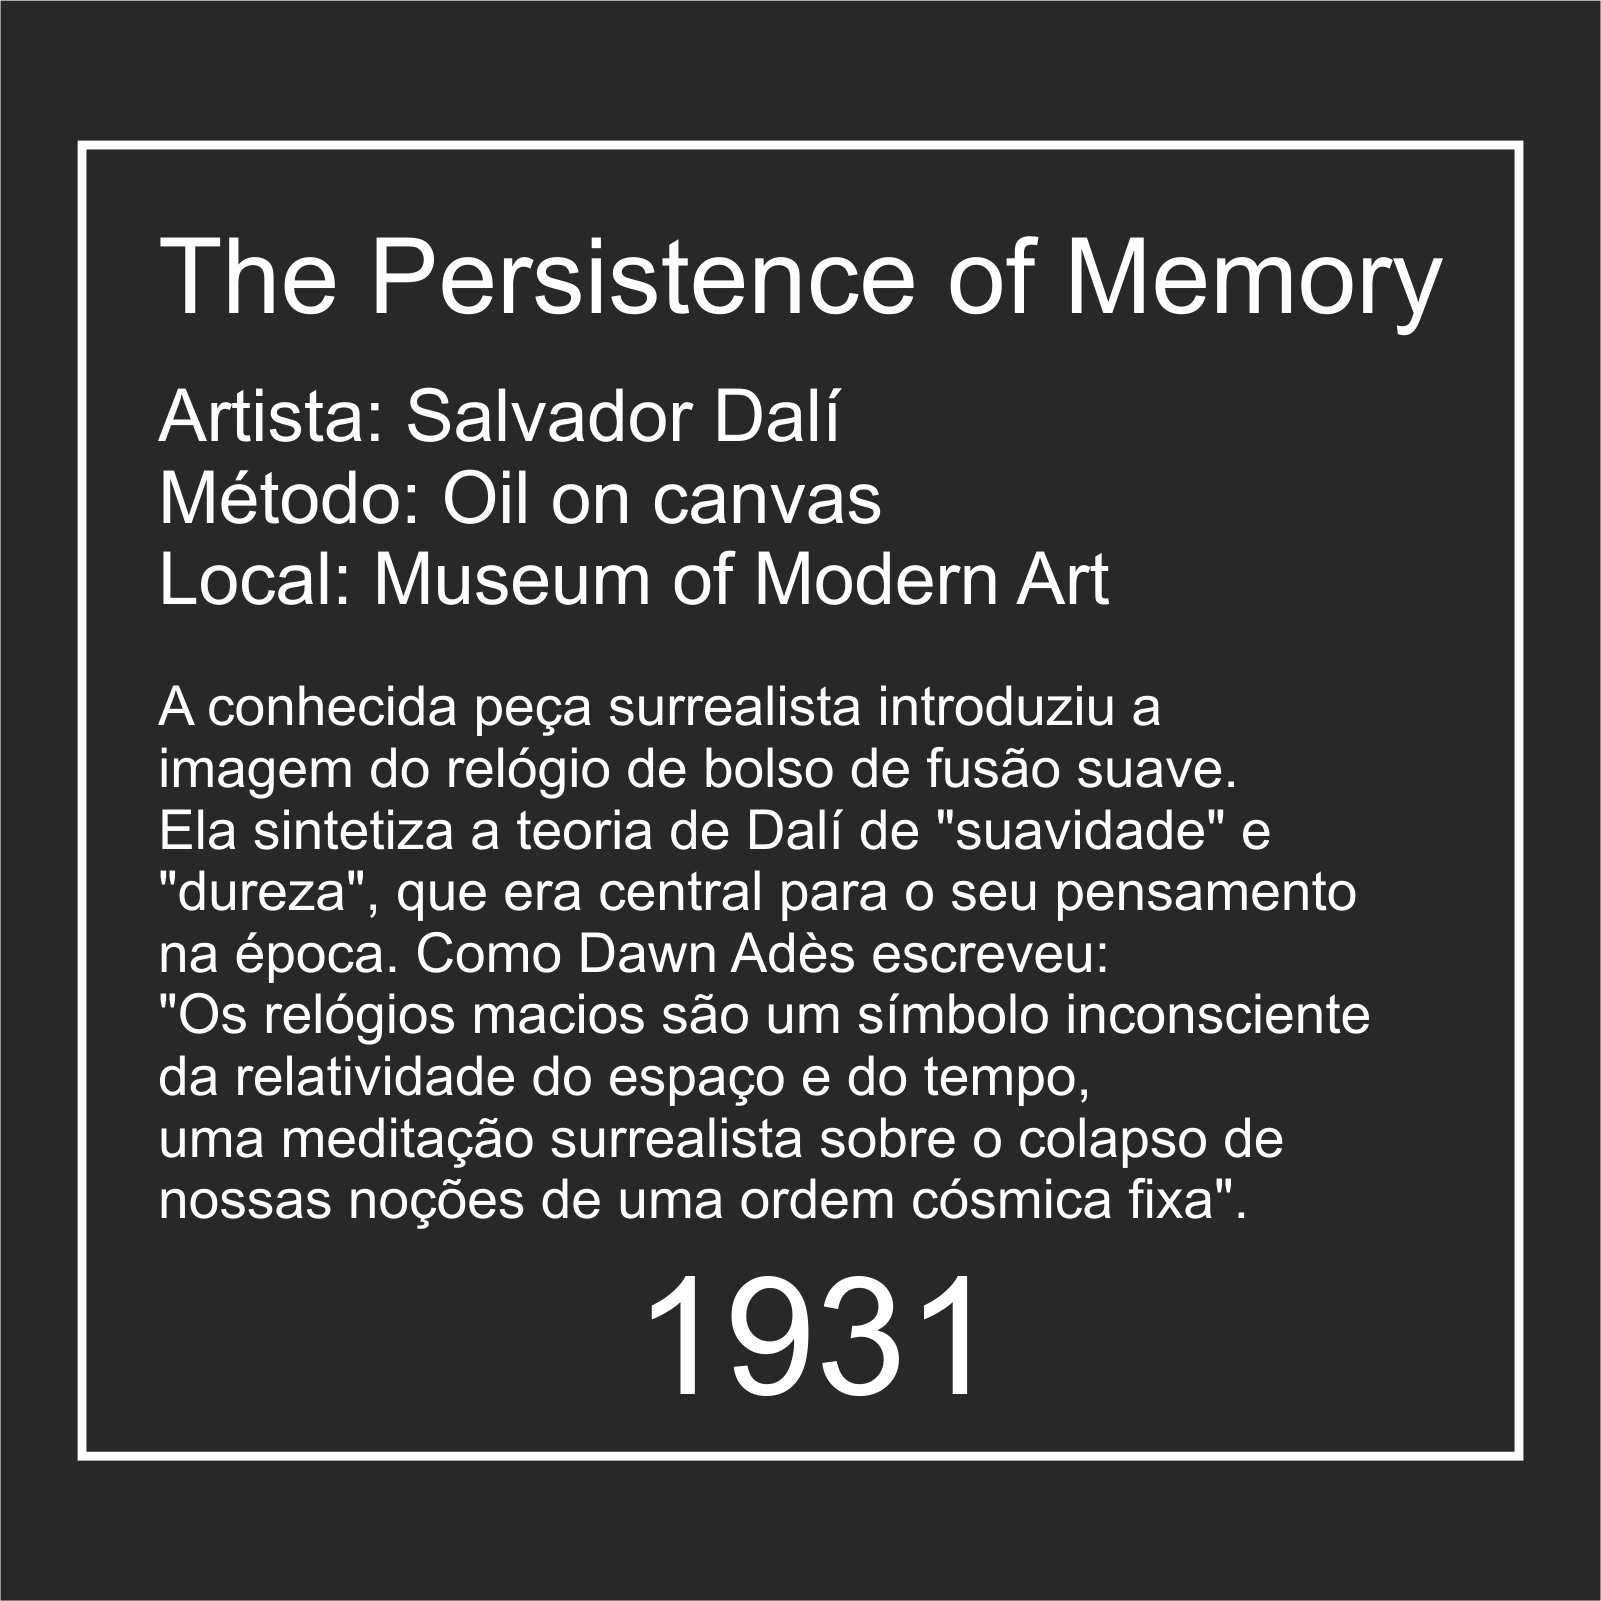 The Persistence of Memory
Artista: Salvador Dalí
Método: Oil on canvas
Local: Museum of Modern Art
A conhecida peça surrealista introduziu a
imagem do relógio de bolso de fusão suave.
Ela sintetiza a teoria de Dalí de "suavidade" e
"dureza", que era central para o seu pensamento
na época. Como Dawn Adès escreveu:
"Os relógios macios são um símbolo inconsciente
da relatividade do espaço e do tempo,
uma meditação surrealista sobre o colapso de
nossas noções de uma ordem cósmica fixa".
1931